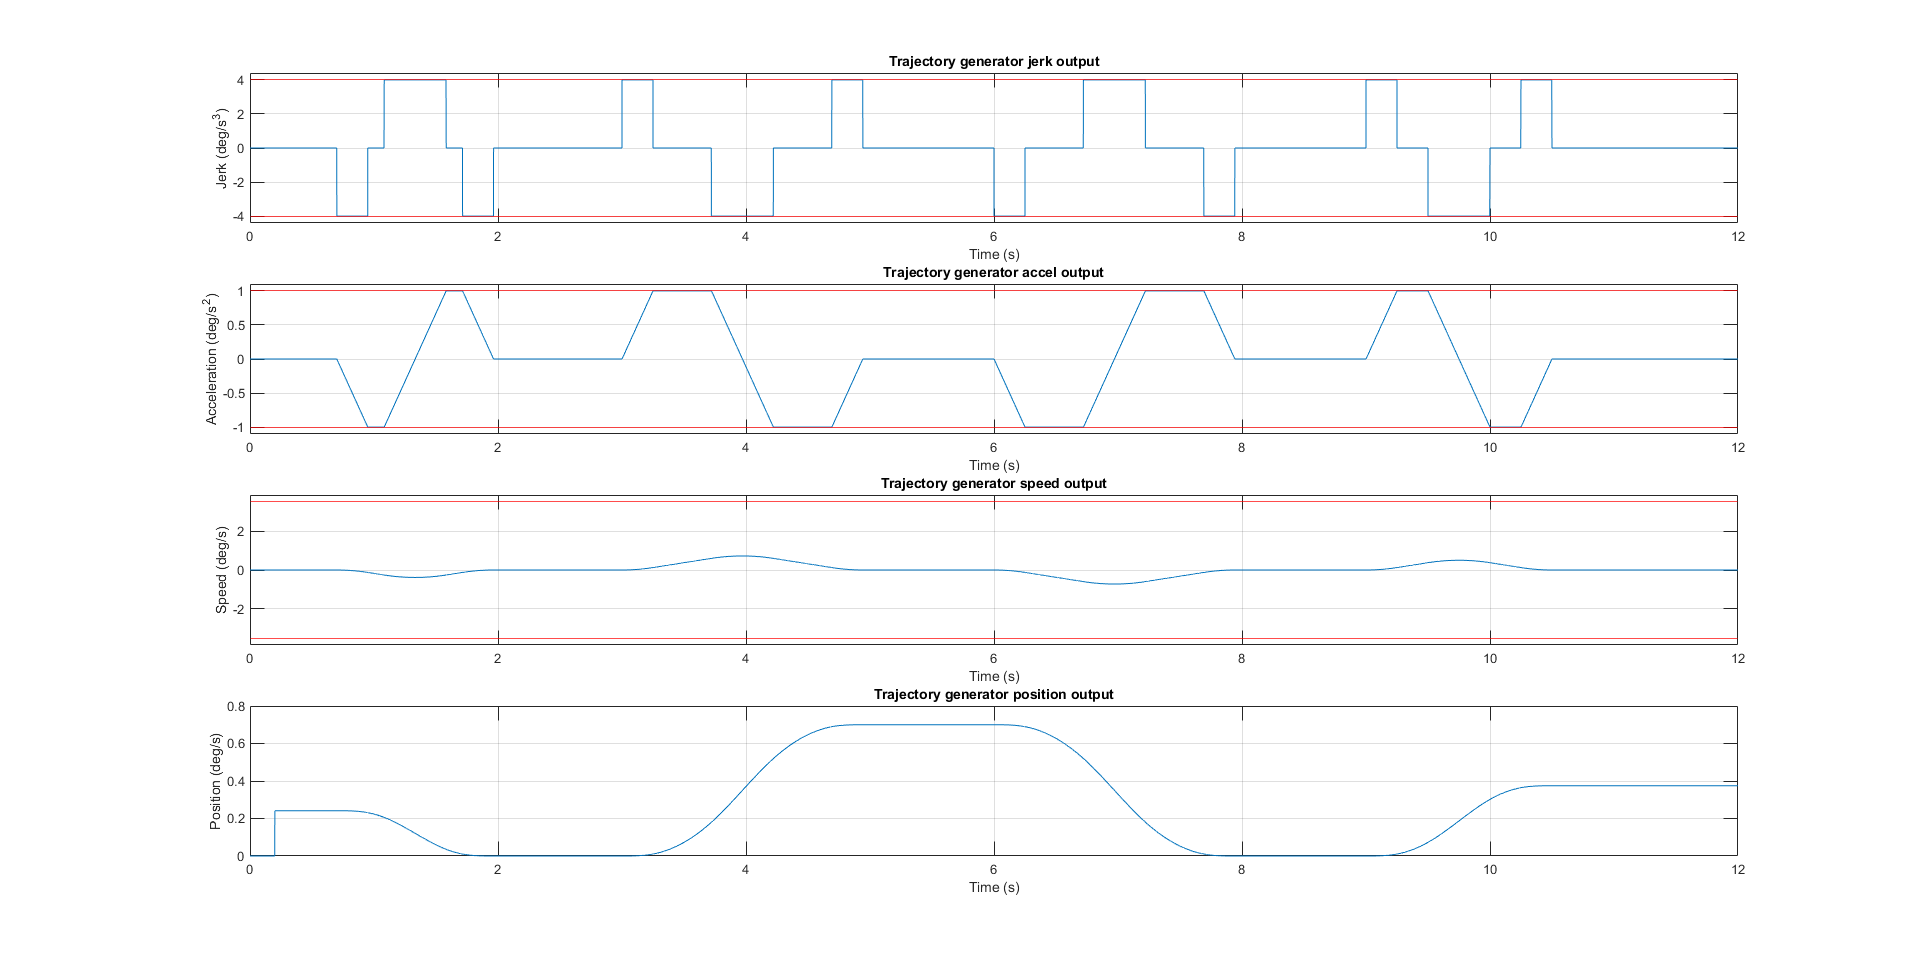 Trajectory generator jerk output
Jerk (deg/s³)
4
2
0
-2
-4
0 2 4 6 8 10 12
Time (s)
Trajectory generator accel output
Acceleration (deg/s²)
1
0.5
0
-0.5
-1
0 2 4 6 8 10 12
Time (s)
Trajectory generator speed output
Speed (deg/s)
2
0
-2
0 2 4 6 8 10 12
Time (s)
Trajectory generator position output
Position (deg/s)
0.8
0.6
0.4
0.2
0
0 2 4 6 8 10 12
Time (s)